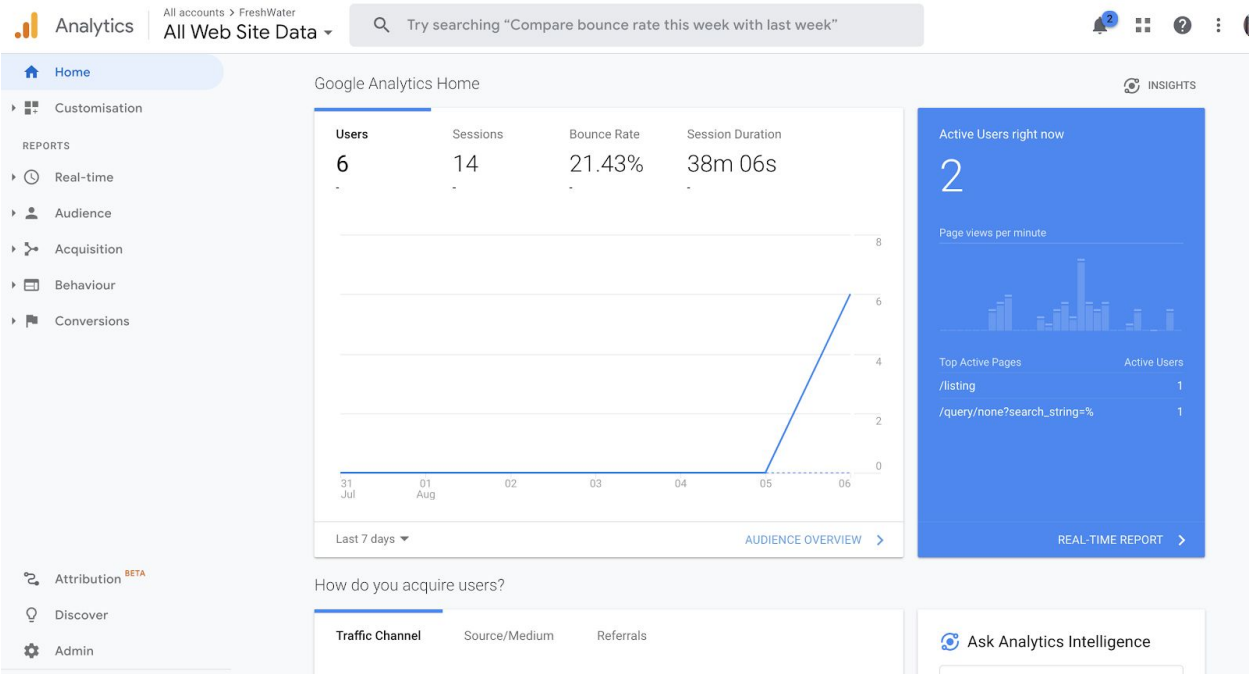 Analytics
All accounts > FreshWater
All Web Site Data
Try searching “Compare bounce rate this week with last week”
2
Home
Customisation
REPORTS
Real-time
Audience
Acquisition
Behaviour
Conversions
Attribution BETA
Discover
Admin
Google Analytics Home
INSIGHTS
Users Sessions Bounce Rate Session Duration
6 14 21.43% 38m 06s
- - - -
8
6
4
2
0
31 01 02 03 04 05 06
Jul Aug
Last 7 days
AUDIENCE OVERVIEW
Active Users right now
2
Page views per minute
Top Active Pages Active Users
/listing 1
/query/none?search_string=% 1
REAL-TIME REPORT
How do you acquire users?
Traffic Channel Source/Medium Referrals
Ask Analytics Intelligence